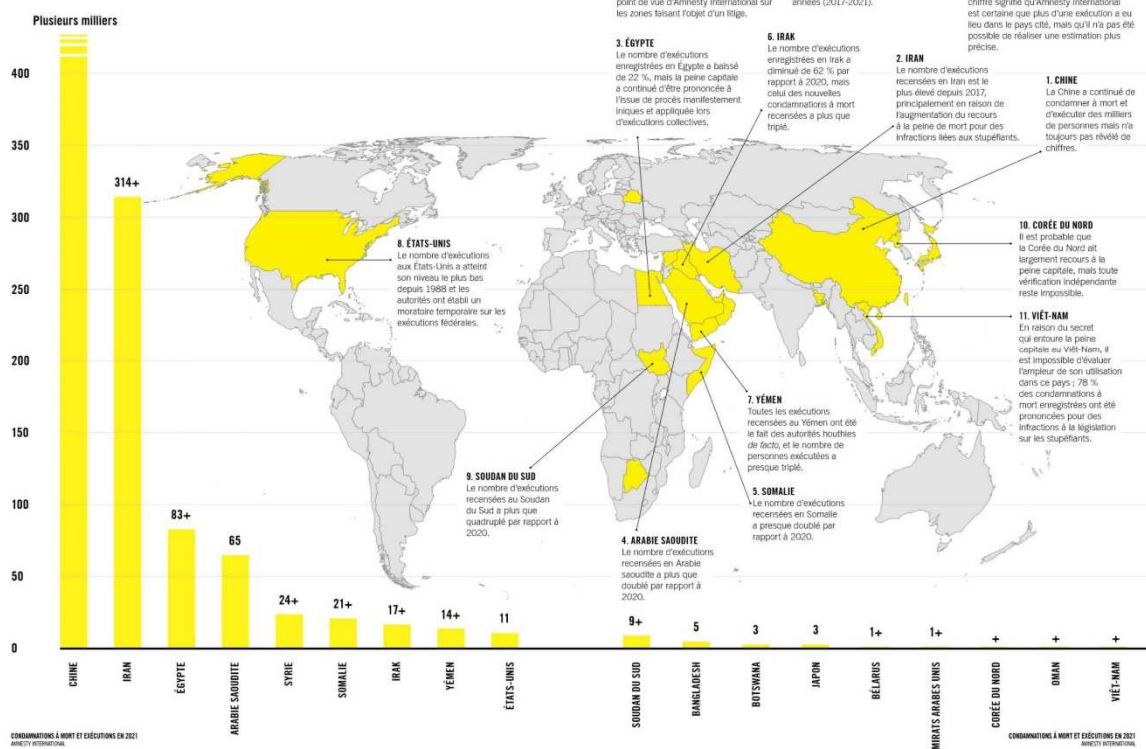 point de vue d'Amnesty International sur
les zones faisant l'objet d'un litige.
années (2017-2021).
chiffre signifie qu'Amnesty International
est certaine que plus d'une exécution a eu
lieu dans le pays cité, mais qu'il n'a pas été
possible de réaliser une estimation plus
précise.
Plusieurs milliers
400
350
300
250
200
150
100
50
0
3. ÉGYPTE
Le nombre d'exécutions
enregistrées en Égypte a baissé
de 22 %, mais la peine capitale
a continué d'être prononcée à
l'issue de procès manifestement
iniques et appliquée lors
d'exécutions collectives.
6. IRAK
Le nombre d'exécutions
enregistrées en Irak a
diminué de 62 % par
rapport à 2020, mais
celui des nouvelles
condamnations à mort
recensées a plus que
triplé.
2. IRAN
Le nombre d'exécutions
recensées en Iran est le
plus élevé depuis 2017,
principalement en raison de
l'augmentation du recours
à la peine de mort pour des
infractions liées aux stupéfiants.
1. CHINE
La Chine a continué de
condamner à mort et
d'exécuter des milliers
de personnes mais n'a
toujours pas révélé de
chiffres.
8. ÉTATS-UNIS
Le nombre d'exécutions
aux États-Unis a atteint
son niveau le plus bas
depuis 1988 et les
autorités ont établi un
moratoire temporaire sur les
exécutions fédérales.
10. CORÉE DU NORD
Il est probable que
la Corée du Nord ait
largement recours à la
peine capitale, mais toute
vérification indépendante
reste impossible.
11. VIÊT-NAM
En raison du secret
qui entoure la peine
capitale au Viêt-Nam, il
est impossible d'évaluer
l'ampleur de son utilisation
dans ce pays ; 78 %
des condamnations à
mort enregistrées ont été
prononcées pour des
infractions à la législation
sur les stupéfiants.
7. YÉMEN
Toutes les exécutions
recensées au Yémen ont été
le fait des autorités houthies
de facto, et le nombre de
personnes exécutées a
presque triplé.
9. SOUDAN DU SUD
Le nombre d'exécutions
recensées au Soudan
du Sud a plus que
quadruplé par rapport à
2020.
5. SOMALIE
Le nombre d'exécutions
recensées en Somalie
a presque doublé par
rapport à 2020.
4. ARABIE SAOUDITE
Le nombre d'exécutions
recensées en Arabie
saoudite a plus que
doublé par rapport à
2020.
314+
83+
65
24+
21+
17+
14+
11
9+
5
3
3
1+
1+
+
+
+
CHINE
IRAN
ÉGYPTE
ARABIE SAOUDITE
SYRIE
SOMALIE
IRAK
YÉMEN
ÉTATS-UNIS
SOUDAN DU SUD
BANGLADESH
BOTSWANA
JAPON
BÉLARUS
MIRATS ARABES UNIS
CORÉE DU NORD
OMAN
VIÊT-NAM
CONDAMNATIONS À MORT ET EXÉCUTIONS EN 2021
AMNESTY INTERNATIONAL
CONDAMNATIONS À MORT ET EXÉCUTIONS EN 2021
AMNESTY INTERNATIONAL